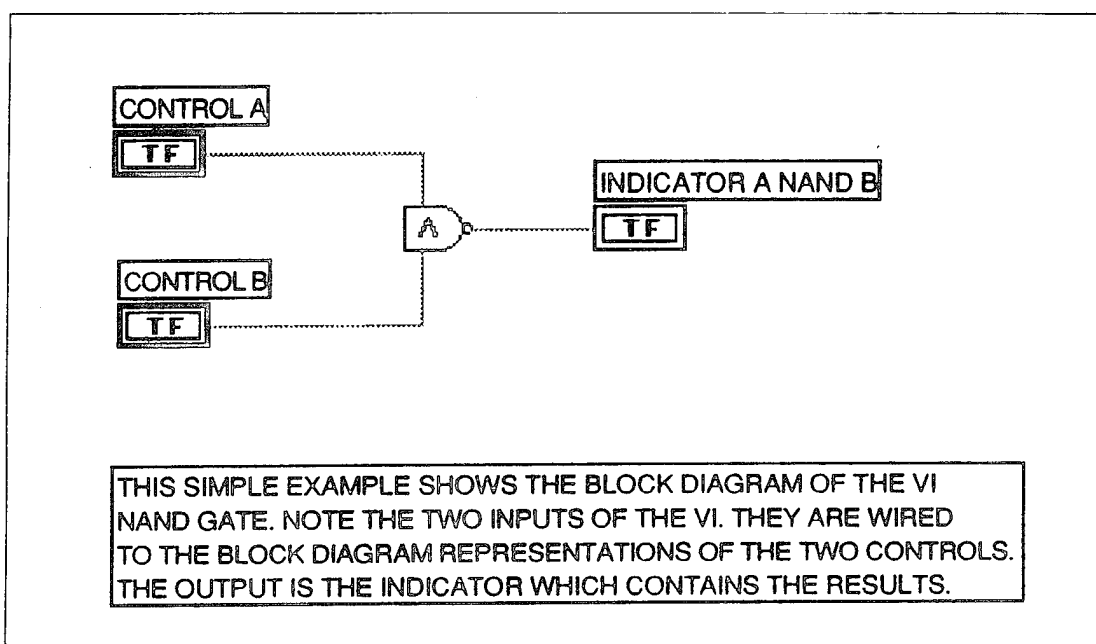 CONTROL A
TF
INDICATOR A NAND B
TF
CONTROL B
TF
THIS SIMPLE EXAMPLE SHOWS THE BLOCK DIAGRAM OF THE VI
NAND GATE. NOTE THE TWO INPUTS OF THE VI. THEY ARE WIRED
TO THE BLOCK DIAGRAM REPRESENTATIONS OF THE TWO CONTROLS.
THE OUTPUT IS THE INDICATOR WHICH CONTAINS THE RESULTS.